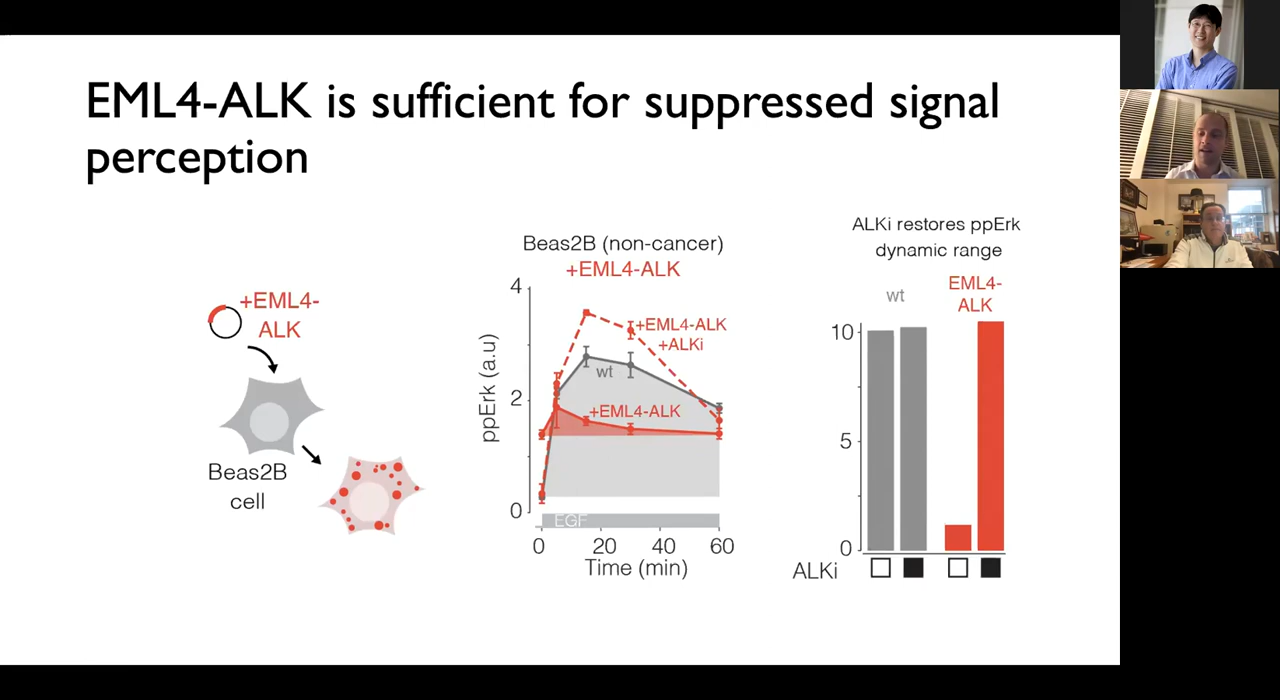 EML4-ALK is sufficient for suppressed signal
perception
+EML4-
ALK
Beas2B
cell
Beas2B (non-cancer)
+EML4-ALK
ppErk (a.u)
4
2
0
+EML4-ALK
+ALKi
wt
+EML4-ALK
EGF
0 20 40 60
Time (min)
ALKi restores ppErk
dynamic range
wt
EML4-
ALK
10
5
0
ALKi